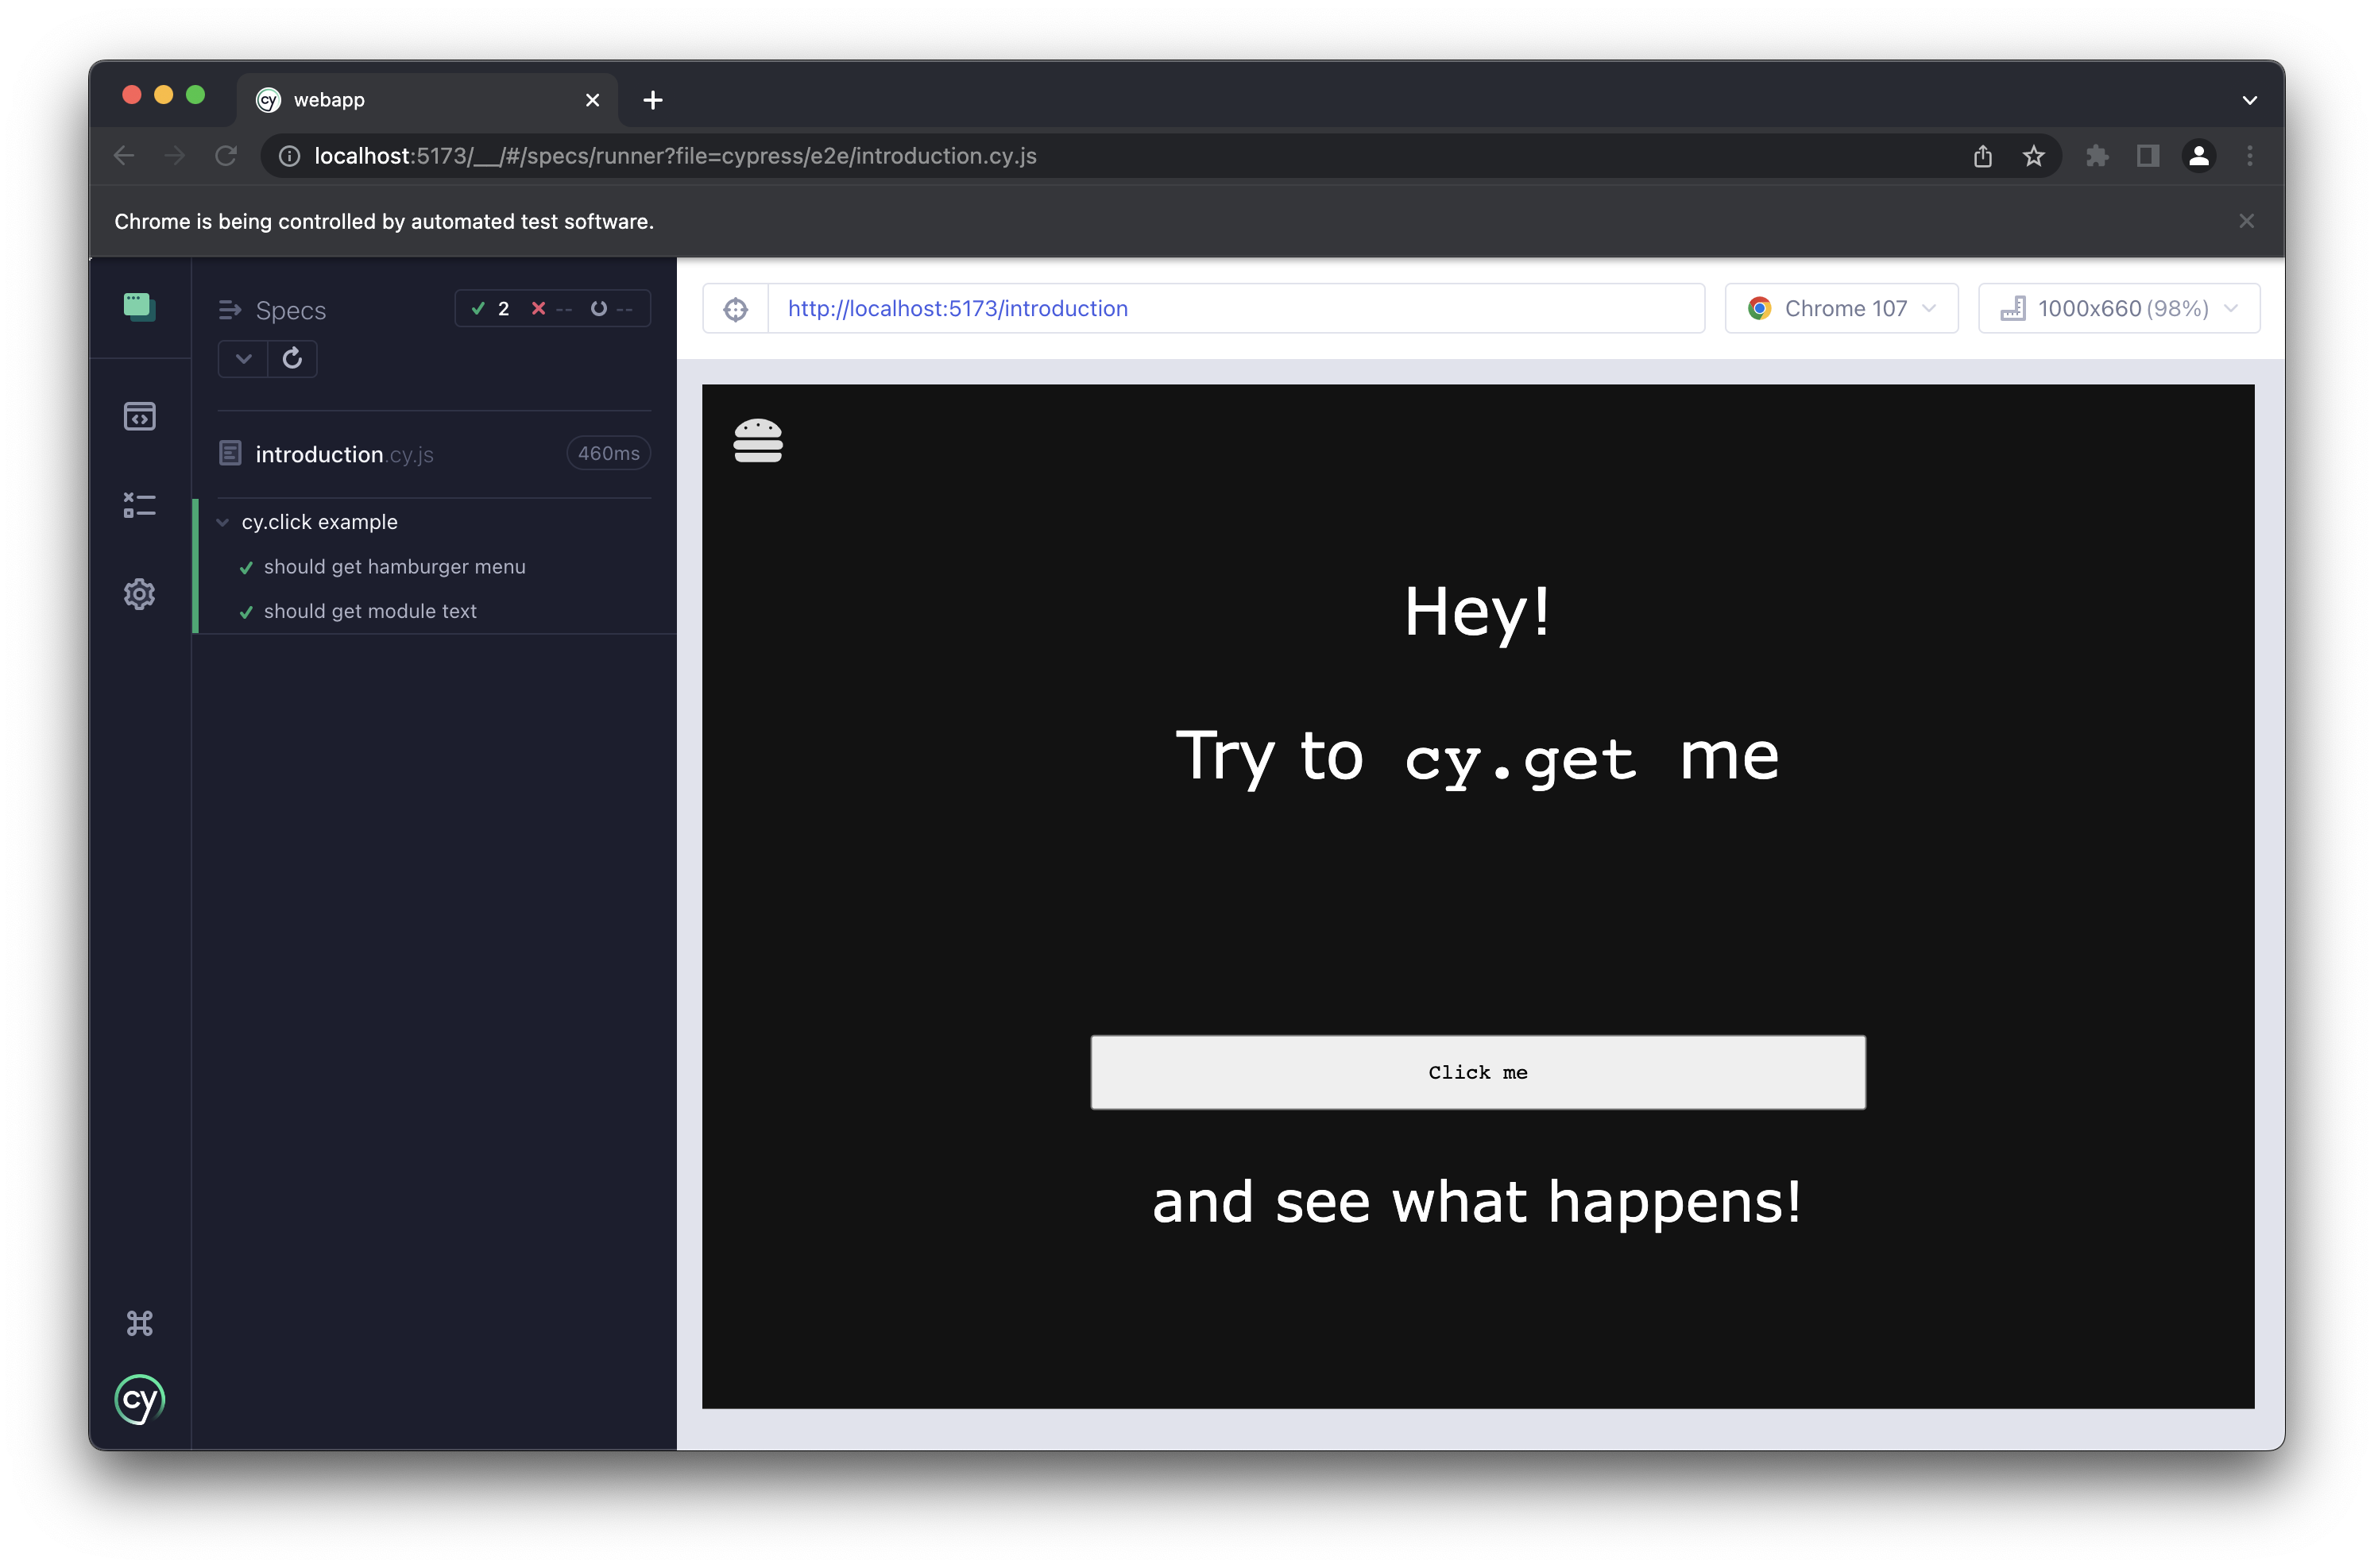 cy webapp
localhost:5173/__/#/specs/runner?file=cypress/e2e/introduction.cy.js
Chrome is being controlled by automated test software.
Specs
2 -- --
introduction.cy.js 460ms
cy.click example
should get hamburger menu
should get module text
cy
http://localhost:5173/introduction Chrome 107 1000x660 (98%)
Hey!
Try to cy.get me
Click me
and see what happens!